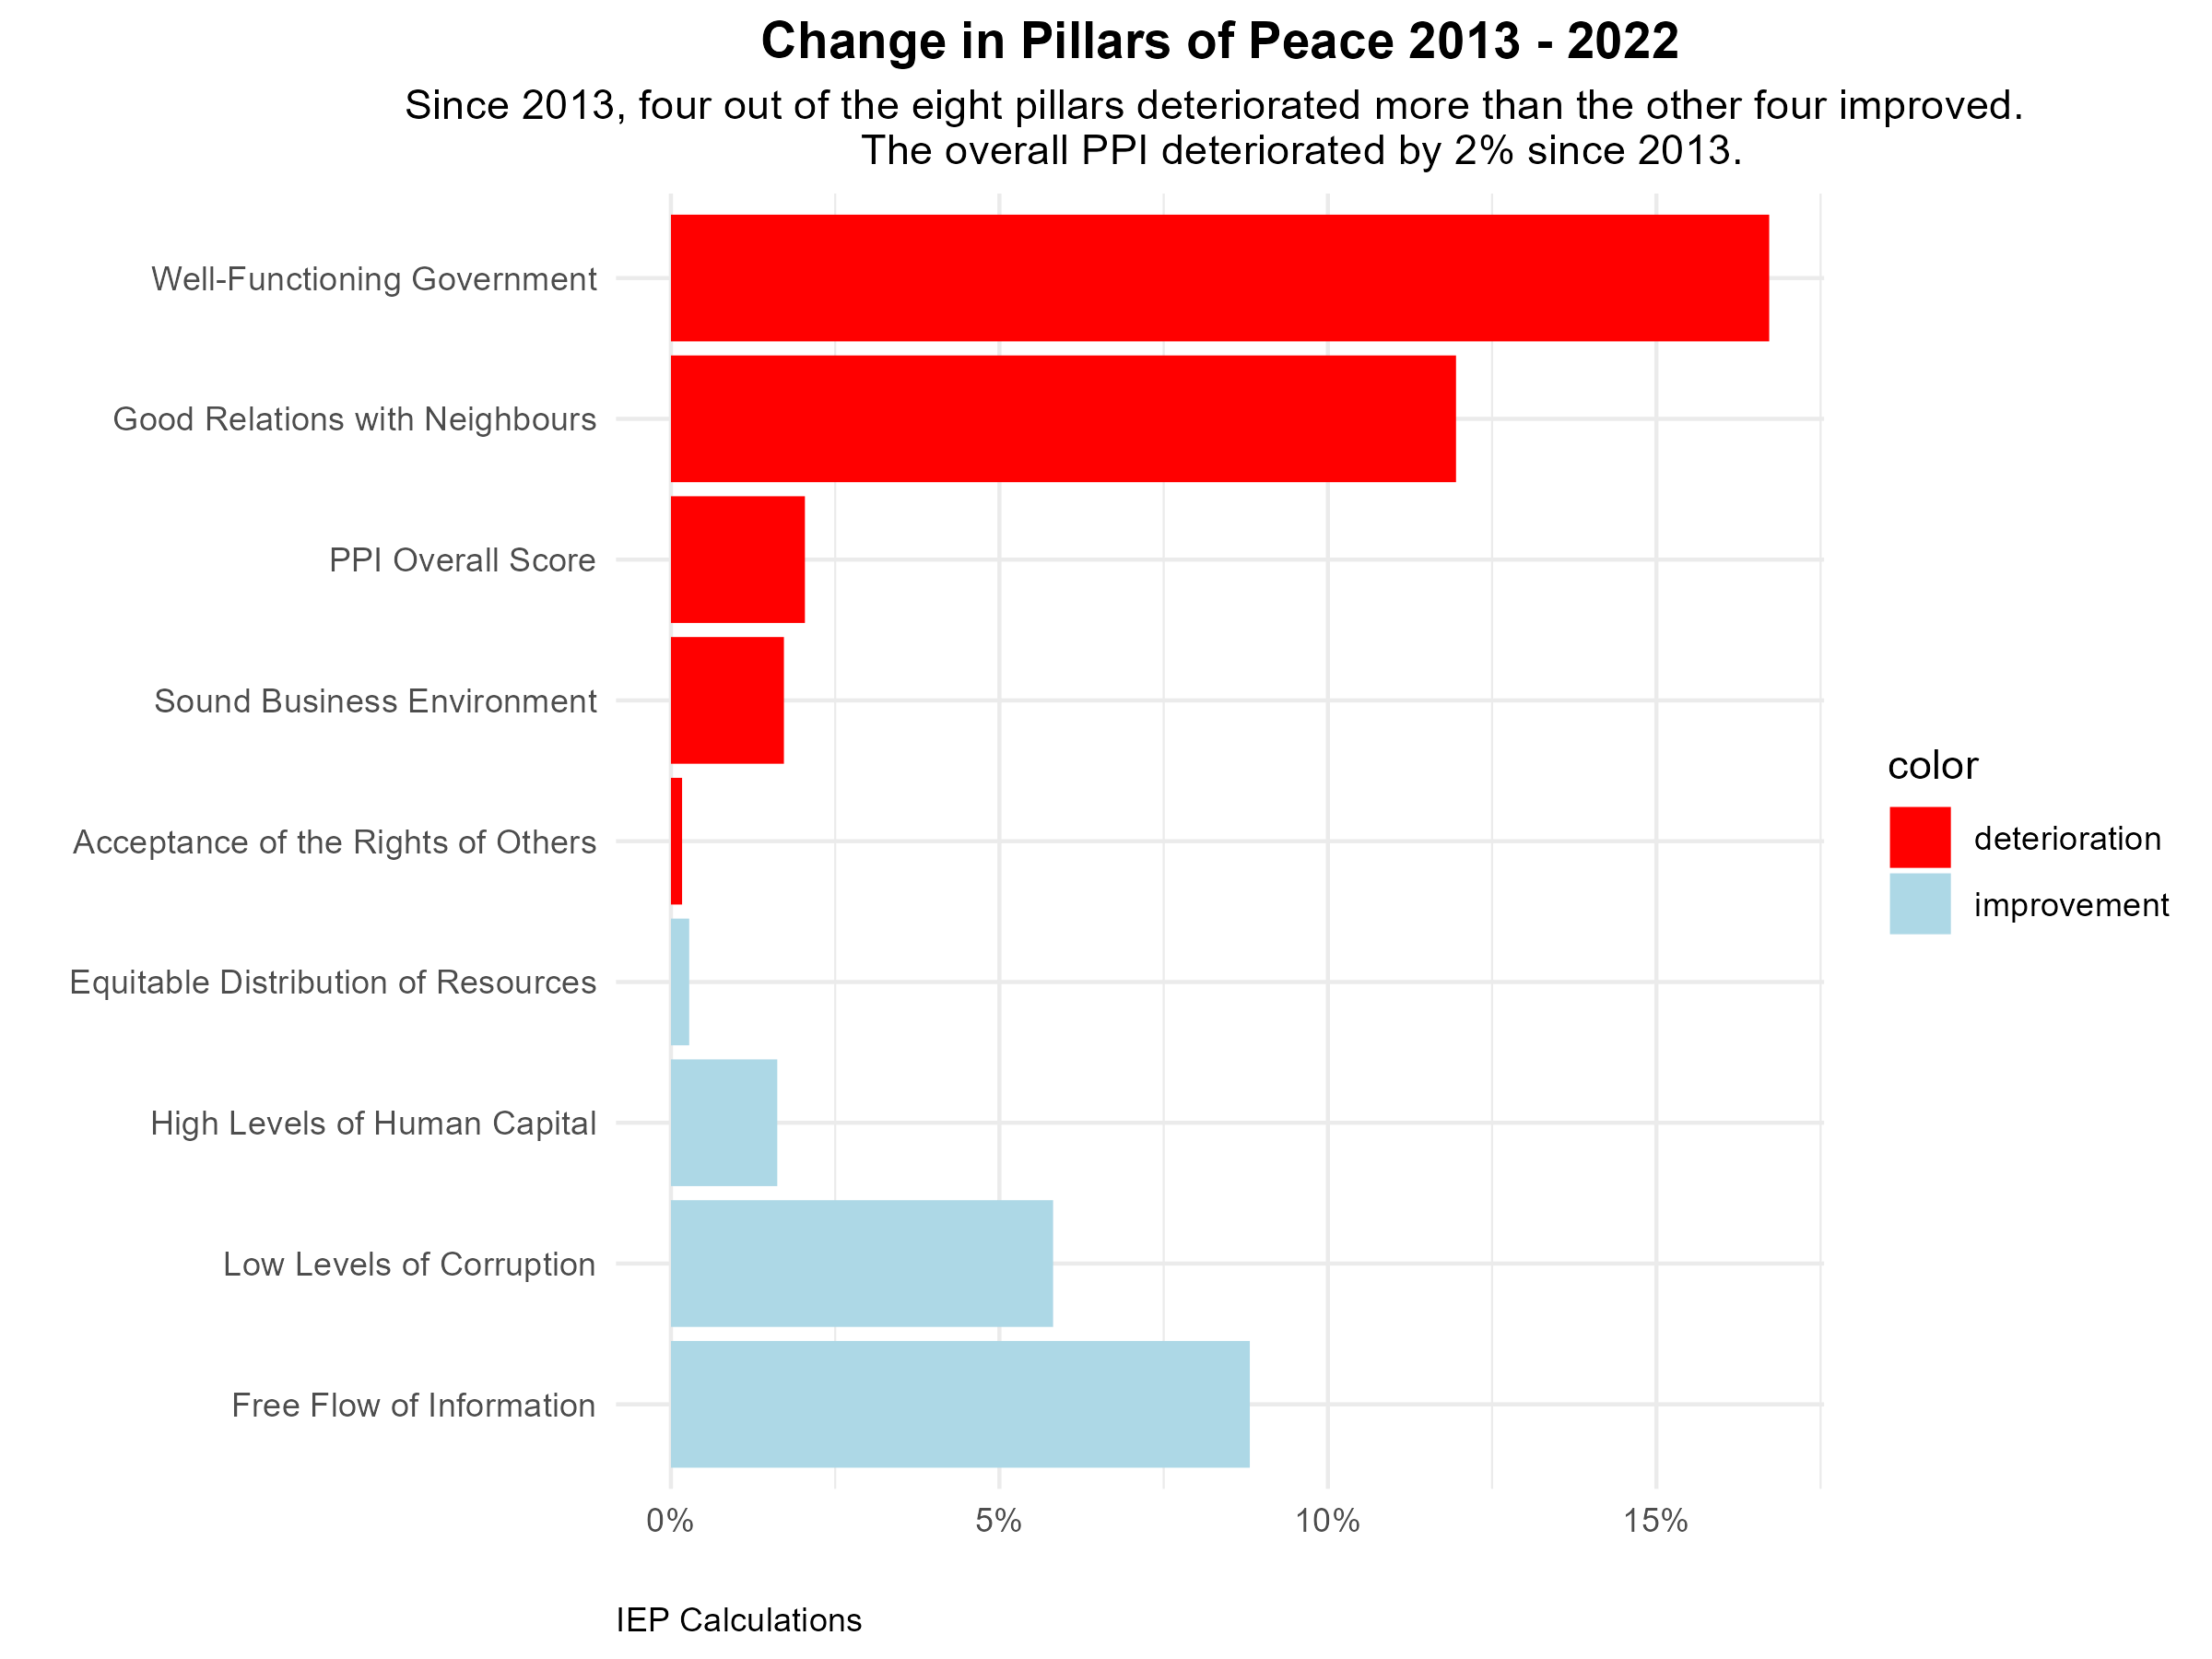 Change in Pillars of Peace 2013 - 2022
Since 2013, four out of the eight pillars deteriorated more than the other four improved.
The overall PPI deteriorated by 2% since 2013.
Well-Functioning Government
Good Relations with Neighbours
PPI Overall Score
Sound Business Environment
Acceptance of the Rights of Others
Equitable Distribution of Resources
High Levels of Human Capital
Low Levels of Corruption
Free Flow of Information
0% 5% 10% 15%
color
deterioration
improvement
IEP Calculations